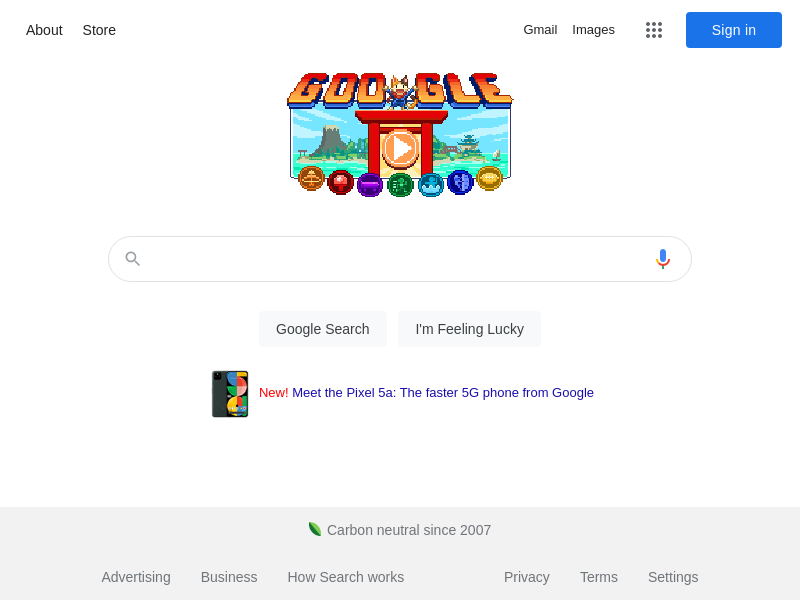 About Store
Gmail Images
Sign in
GOOGLE
Google Search I'm Feeling Lucky
New! Meet the Pixel 5a: The faster 5G phone from Google
Carbon neutral since 2007
Advertising Business How Search works
Privacy Terms Settings